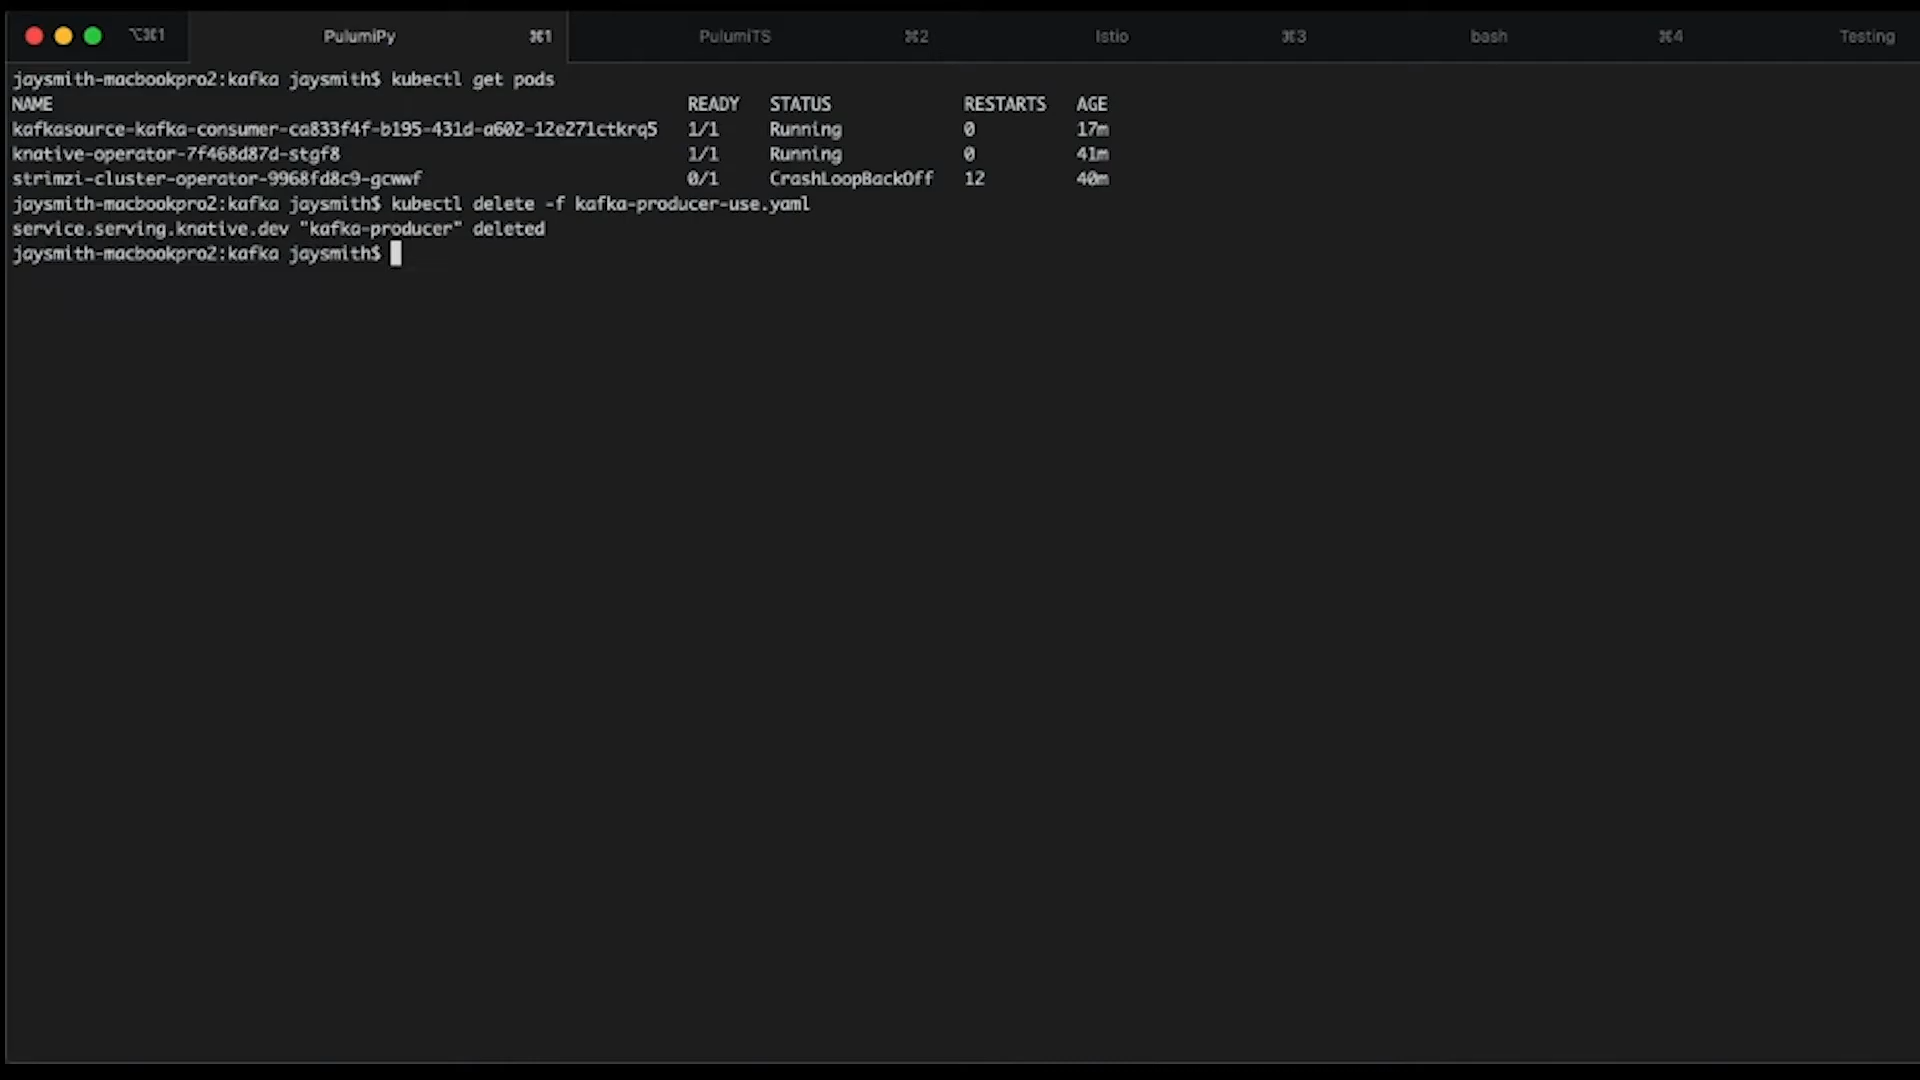 ⌥⌘1 PulumiPy ⌘1 PulumiTS ⌘2 Istio ⌘3 bash ⌘4 Testing
jaysmith-macbookpro2:kafka jaysmith$ kubectl get pods
NAME READY STATUS RESTARTS AGE
kafkasource-kafka-consumer-ca833f4f-b195-431d-a602-12e271ctkrq5 1/1 Running 0 17m
knative-operator-7f468d87d-stgf8 1/1 Running 0 41m
strimzi-cluster-operator-9968fd8c9-gcwwf 0/1 CrashLoopBackOff 12 40m
jaysmith-macbookpro2:kafka jaysmith$ kubectl delete -f kafka-producer-use.yaml
service.serving.knative.dev "kafka-producer" deleted
jaysmith-macbookpro2:kafka jaysmith$